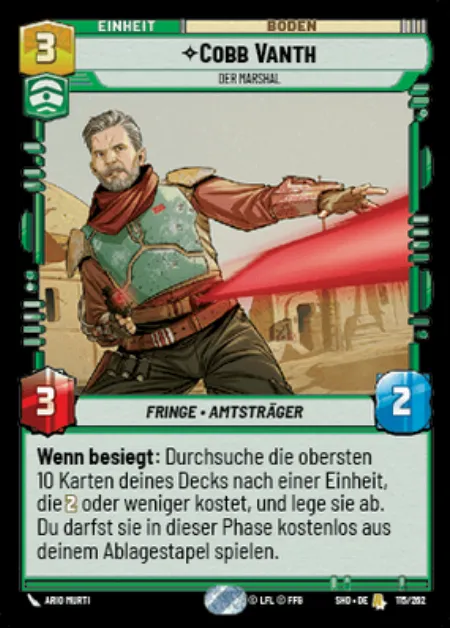 EINHEIT
BODEN
3
✧COBB VANTH
DER MARSHAL
3
FRINGE • AMTSTRÄGER
2
Wenn besiegt: Durchsuche die obersten
10 Karten deines Decks nach einer Einheit,
die 2 oder weniger kostet, und lege sie ab.
Du darfst sie in dieser Phase kostenlos aus
deinem Ablagestapel spielen.
ARIO MURTI
© LFL © FFG
SHD • DE
115/262